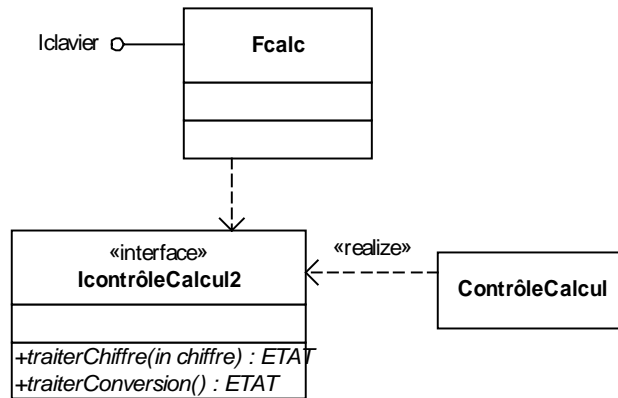 Iclavier
Fcalc
«interface»
IcontrôleCalcul2
«realize»
ContrôleCalcul
+traiterChiffre(in chiffre) : ETAT
+traiterConversion() : ETAT